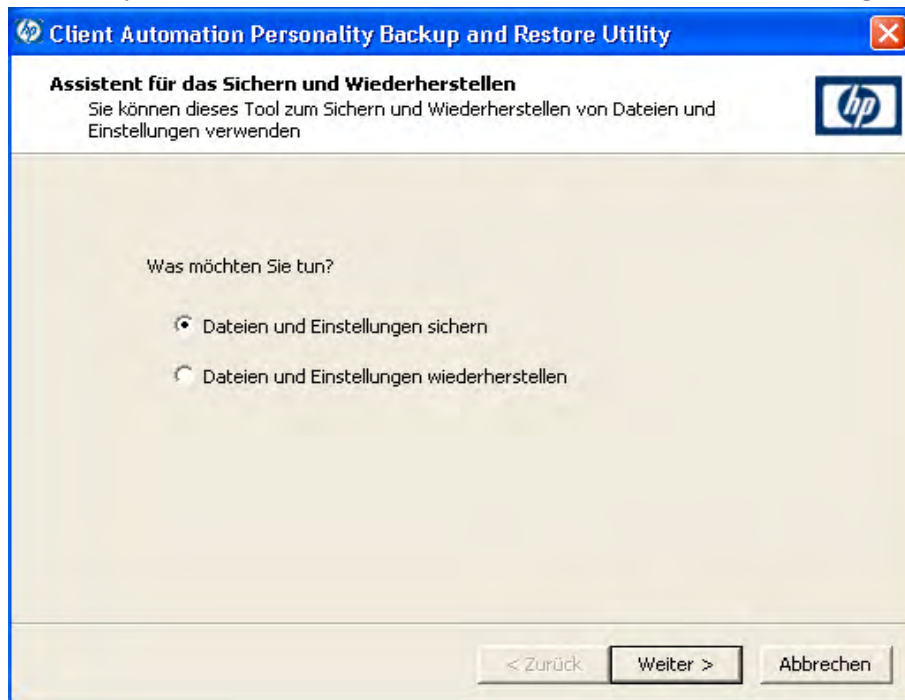 Client Automation Personality Backup and Restore Utility
Assistent für das Sichern und Wiederherstellen
Sie können dieses Tool zum Sichern und Wiederherstellen von Dateien und
Einstellungen verwenden
hp
Was möchten Sie tun?
Dateien und Einstellungen sichern
Dateien und Einstellungen wiederherstellen
< Zurück
Weiter >
Abbrechen